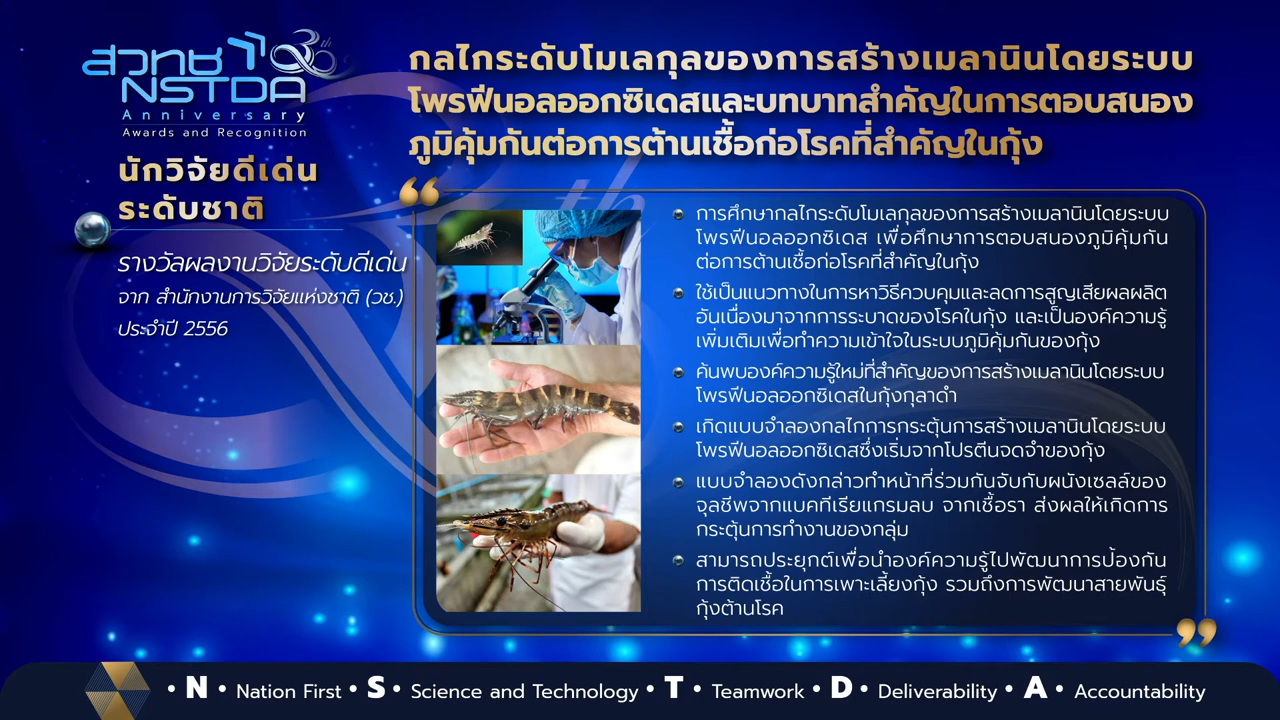 สวทช
NSTDA
30th
Anniversary
Awards and Recognition
นักวิจัยดีเด่น
ระดับชาติ
รางวัลผลงานวิจัยระดับดีเด่น
จาก สำนักงานการวิจัยแห่งชาติ (วช.)
ประจำปี 2556
กลไกระดับโมเลกุลของการสร้างเมลานินโดยระบบ
โพรฟีนอลออกซิเดสและบทบาทสำคัญในการตอบสนอง
ภูมิคุ้มกันต่อการต้านเชื้อก่อโรคที่สำคัญในกุ้ง
“
การศึกษากลไกระดับโมเลกุลของการสร้างเมลานินโดยระบบ
โพรฟีนอลออกซิเดส เพื่อศึกษาการตอบสนองภูมิคุ้มกัน
ต่อการต้านเชื้อก่อโรคที่สำคัญในกุ้ง
ใช้เป็นแนวทางในการหาวิธีควบคุมและลดการสูญเสียผลผลิต
อันเนื่องมาจากการระบาดของโรคในกุ้ง และเป็นองค์ความรู้
เพิ่มเติมเพื่อทำความเข้าใจในระบบภูมิคุ้มกันของกุ้ง
ค้นพบองค์ความรู้ใหม่ที่สำคัญของการสร้างเมลานินโดยระบบ
โพรฟีนอลออกซิเดสในกุ้งกุลาดำ
เกิดแบบจำลองกลไกการกระตุ้นการสร้างเมลานินโดยระบบ
โพรฟีนอลออกซิเดสซึ่งเริ่มจากโปรตีนจดจำของกุ้ง
แบบจำลองดังกล่าวทำหน้าที่ร่วมกันจับกับผนังเซลล์ของ
จุลชีพจากแบคทีเรียแกรมลบ จากเชื้อรา ส่งผลให้เกิดการ
กระตุ้นการทำงานของกลุ่ม
สามารถประยุกต์เพื่อนำองค์ความรู้ไปพัฒนาการป้องกัน
การติดเชื้อในการเพาะเลี้ยงกุ้ง รวมถึงการพัฒนาสายพันธุ์
กุ้งต้านโรค
”
• N • Nation First • S • Science and Technology • T • Teamwork • D • Deliverability • A • Accountability